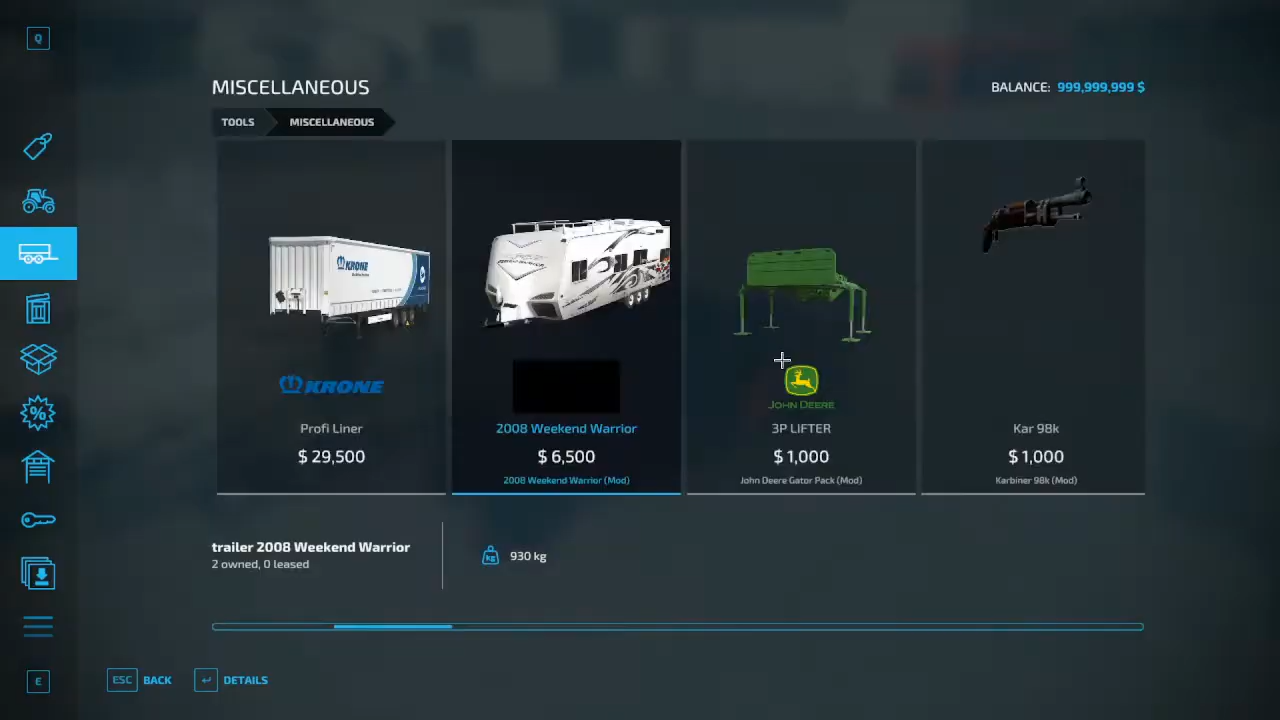 Q
MISCELLANEOUS
BALANCE: 999,999,999 $
TOOLS
MISCELLANEOUS
KRONE
KRONE
Profi Liner
$ 29,500
2008 Weekend Warrior
$ 6,500
2008 Weekend Warrior (Mod)
JOHN DEERE
3P LIFTER
$ 1,000
John Deere Gator Pack (Mod)
Kar 98k
$ 1,000
Karbiner 98k (Mod)
trailer 2008 Weekend Warrior
2 owned, 0 leased
KG
930 kg
%
E
ESC BACK
DETAILS